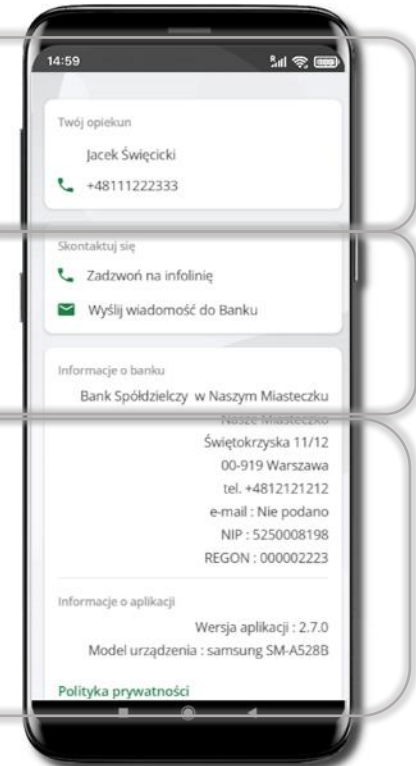 14:59
Twój opiekun
Jacek Święcicki
+48111222333
Skontaktuj się
Zadzwoń na infolinię
Wyślij wiadomość do Banku
Informacje o banku
Bank Spółdzielczy w Naszym Miasteczku
Nasze Miasteczko
Świętokrzyska 11/12
00-919 Warszawa
tel. +4812121212
e-mail : Nie podano
NIP : 5250008198
REGON : 000002223
Informacje o aplikacji
Wersja aplikacji : 2.7.0
Model urządzenia : samsung SM-A528B
Polityka prywatności